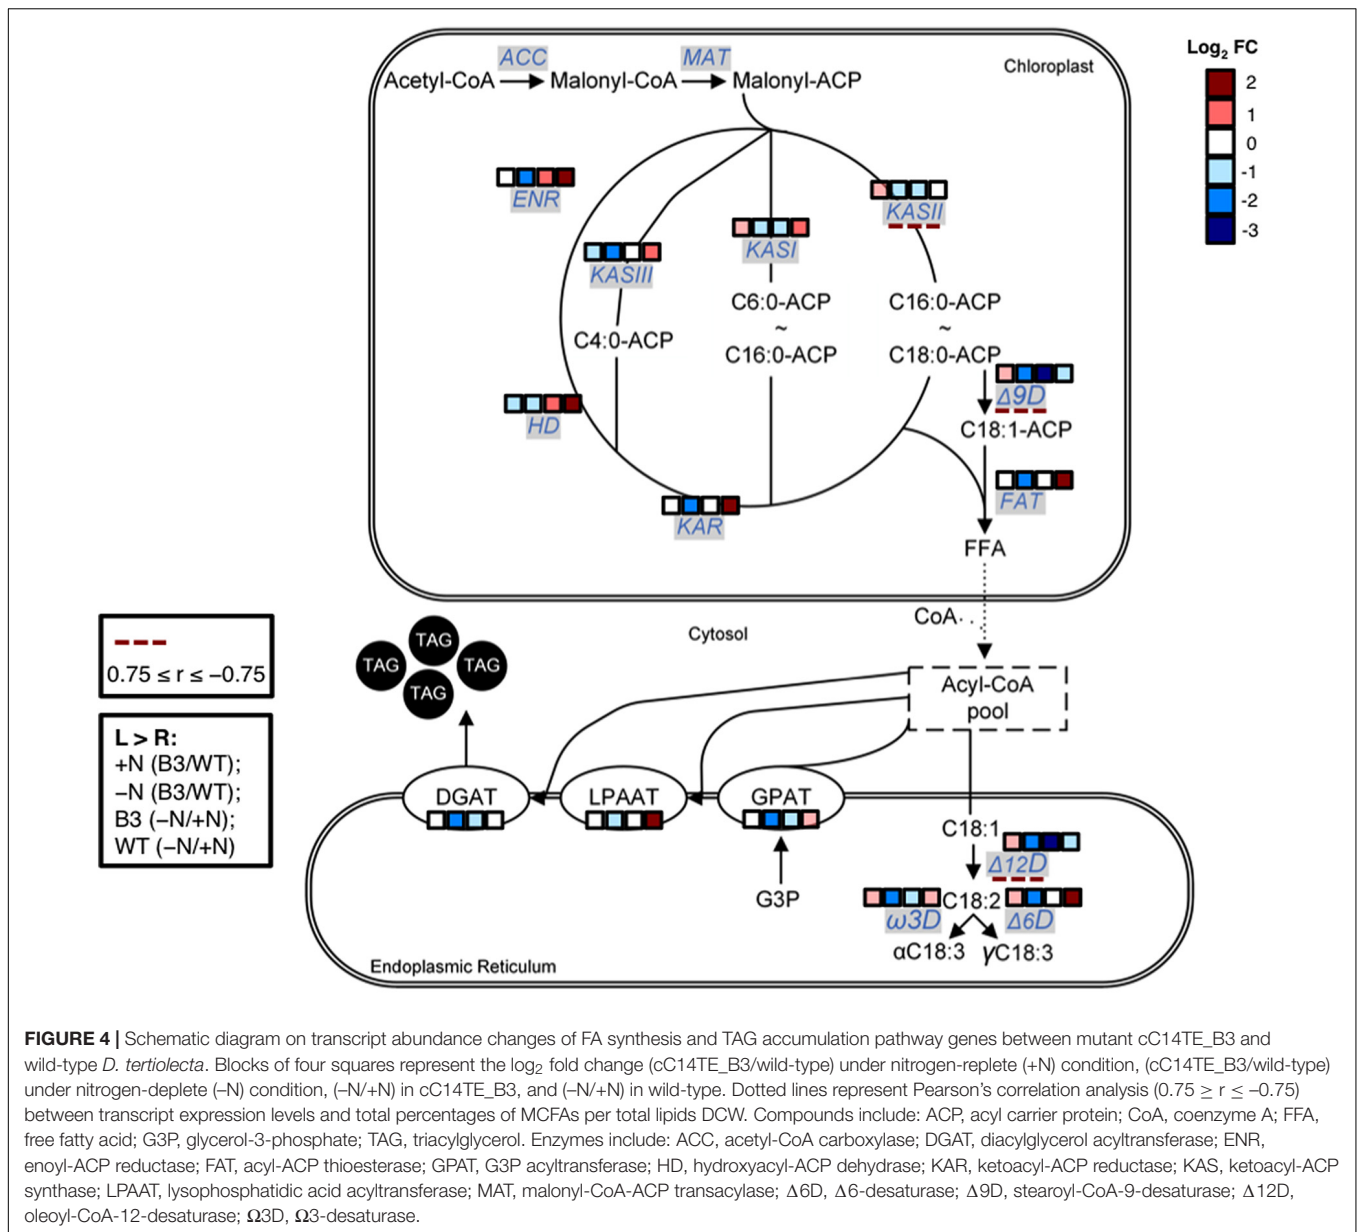 Log2 FC
2
1
0
-1
-2
-3
Chloroplast
ACC
MAT
Acetyl-CoA
Malonyl-CoA
Malonyl-ACP
ENR
KASII
KASI
KASIII
C6:0-ACP
~
C16:0-ACP
C16:0-ACP
~
C18:0-ACP
C4:0-ACP
Δ9D
C18:1-ACP
HD
FAT
KAR
FFA
CoA
Cytosol
0.75 ≤ r ≤ −0.75
TAG
TAG
TAG
TAG
Acyl-CoA
pool
L > R:
+N (B3/WT);
−N (B3/WT);
B3 (−N/+N);
WT (−N/+N)
DGAT
LPAAT
GPAT
G3P
C18:1
Δ12D
C18:2
ω3D
Δ6D
αC18:3
γC18:3
Endoplasmic Reticulum
FIGURE 4 | Schematic diagram on transcript abundance changes of FA synthesis and TAG accumulation pathway genes between mutant cC14TE_B3 and
wild-type D. tertiolecta. Blocks of four squares represent the log2 fold change (cC14TE_B3/wild-type) under nitrogen-replete (+N) condition, (cC14TE_B3/wild-type)
under nitrogen-deplete (–N) condition, (–N/+N) in cC14TE_B3, and (–N/+N) in wild-type. Dotted lines represent Pearson's correlation analysis (0.75 ≥ r ≤ –0.75)
between transcript expression levels and total percentages of MCFAs per total lipids DCW. Compounds include: ACP, acyl carrier protein; CoA, coenzyme A; FFA,
free fatty acid; G3P, glycerol-3-phosphate; TAG, triacylglycerol. Enzymes include: ACC, acetyl-CoA carboxylase; DGAT, diacylglycerol acyltransferase; ENR,
enoyl-ACP reductase; FAT, acyl-ACP thioesterase; GPAT, G3P acyltransferase; HD, hydroxyacyl-ACP dehydrase; KAR, ketoacyl-ACP reductase; KAS, ketoacyl-ACP
synthase; LPAAT, lysophosphatidic acid acyltransferase; MAT, malonyl-CoA-ACP transacylase; Δ6D, Δ6-desaturase; Δ9D, stearoyl-CoA-9-desaturase; Δ12D,
oleoyl-CoA-12-desaturase; Ω3D, Ω3-desaturase.